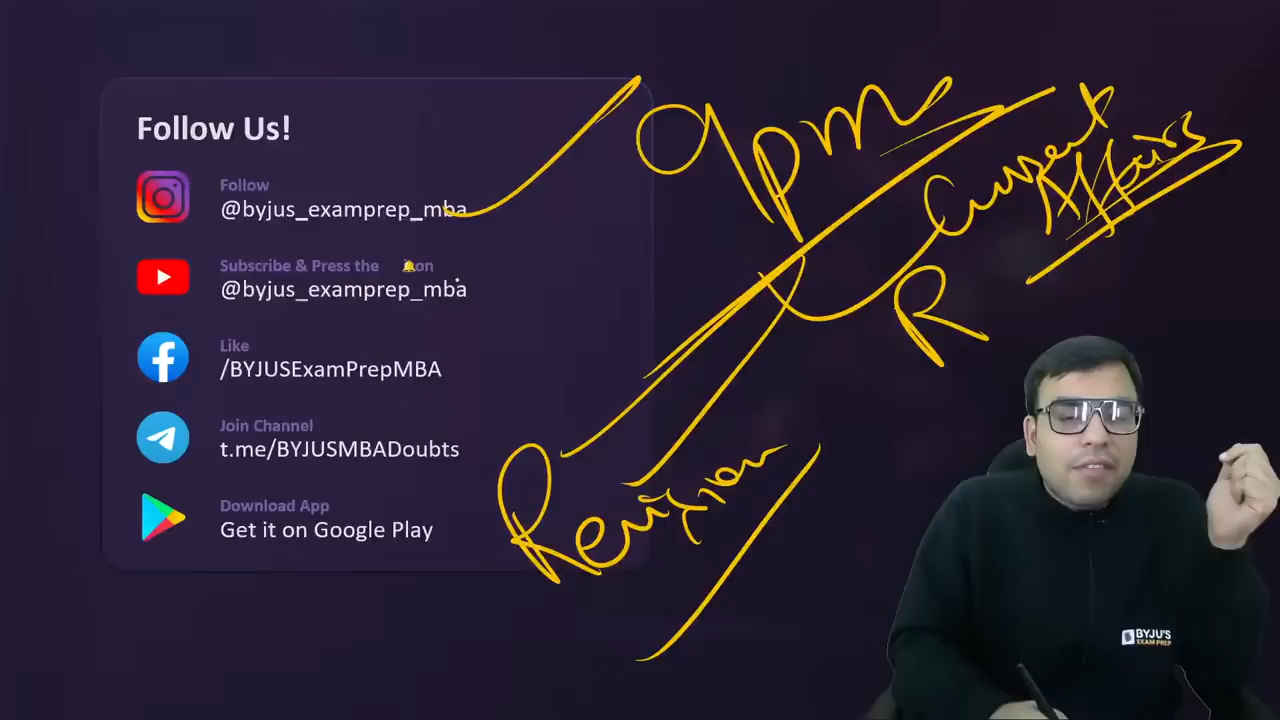 Follow Us!
Follow
@byjus_examprep_mba
Subscribe & Press the 🔔 icon
@byjus_examprep_mba
Like
/BYJUSExamPrepMBA
Join Channel
t.me/BYJUSMBADoubts
Download App
Get it on Google Play
9pm
Current
Affairs
R
Revision
BYJU'S
EXAM PREP